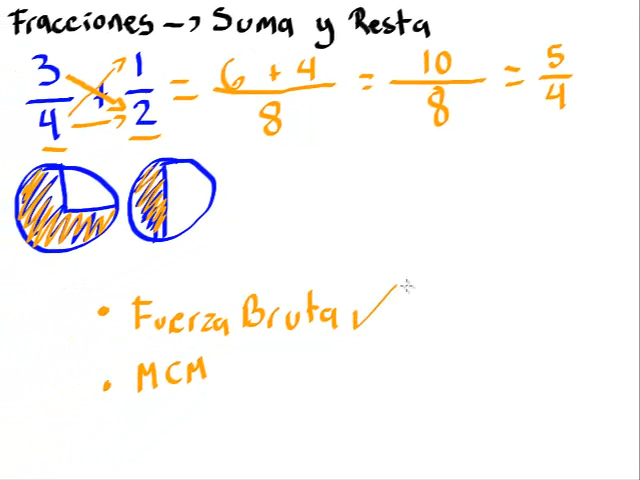 Fracciones → Suma y Resta
3/4 + 1/2 = 6 + 4/8 = 10/8 = 5/4
• Fuerza Bruta ✓
• MCM